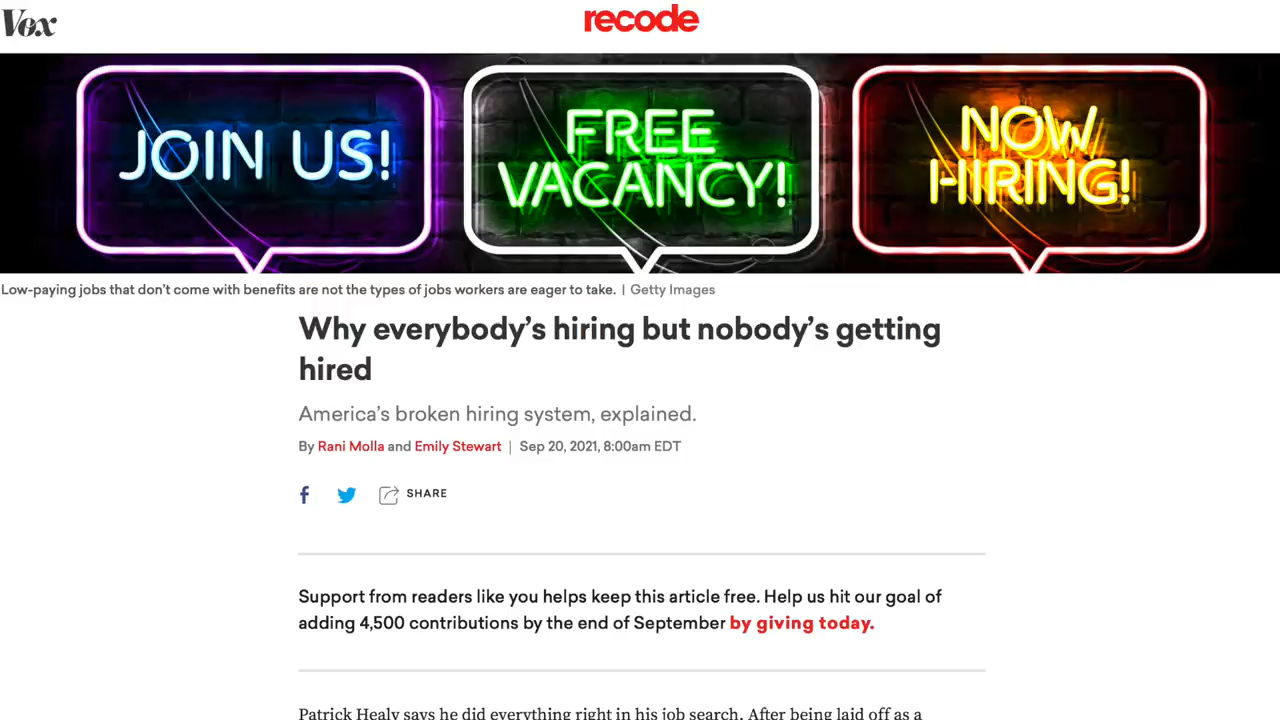 Vox
recode
JOIN US!
FREE
VACANCY!
NOW
HIRING!
Low-paying jobs that don't come with benefits are not the types of jobs workers are eager to take. | Getty Images
Why everybody's hiring but nobody's getting
hired
America's broken hiring system, explained.
By Rani Molla and Emily Stewart | Sep 20, 2021, 8:00am EDT
SHARE
Support from readers like you helps keep this article free. Help us hit our goal of
adding 4,500 contributions by the end of September by giving today.
Patrick Healy says he did everything right in his job search. After being laid off as a